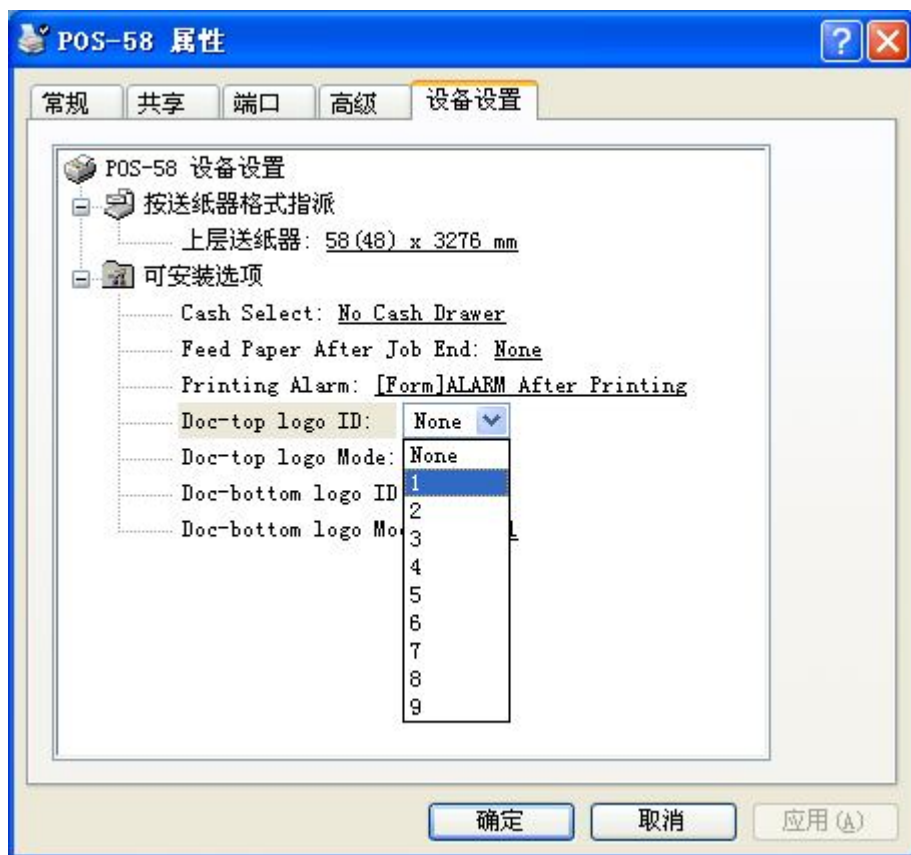 POS-58 属性
常规 共享 端口 高级 设备设置
POS-58 设备设置
按送纸器格式指派
上层送纸器: 58(48) x 3276 mm
可安装选项
Cash Select: No Cash Drawer
Feed Paper After Job End: None
Printing Alarm: [Form]ALARM After Printing
Doc-top logo ID: None
Doc-top logo Mode:
Doc-bottom logo ID
Doc-bottom logo Mo
None
1
2
3
4
5
6
7
8
9
确定 取消 应用(A)